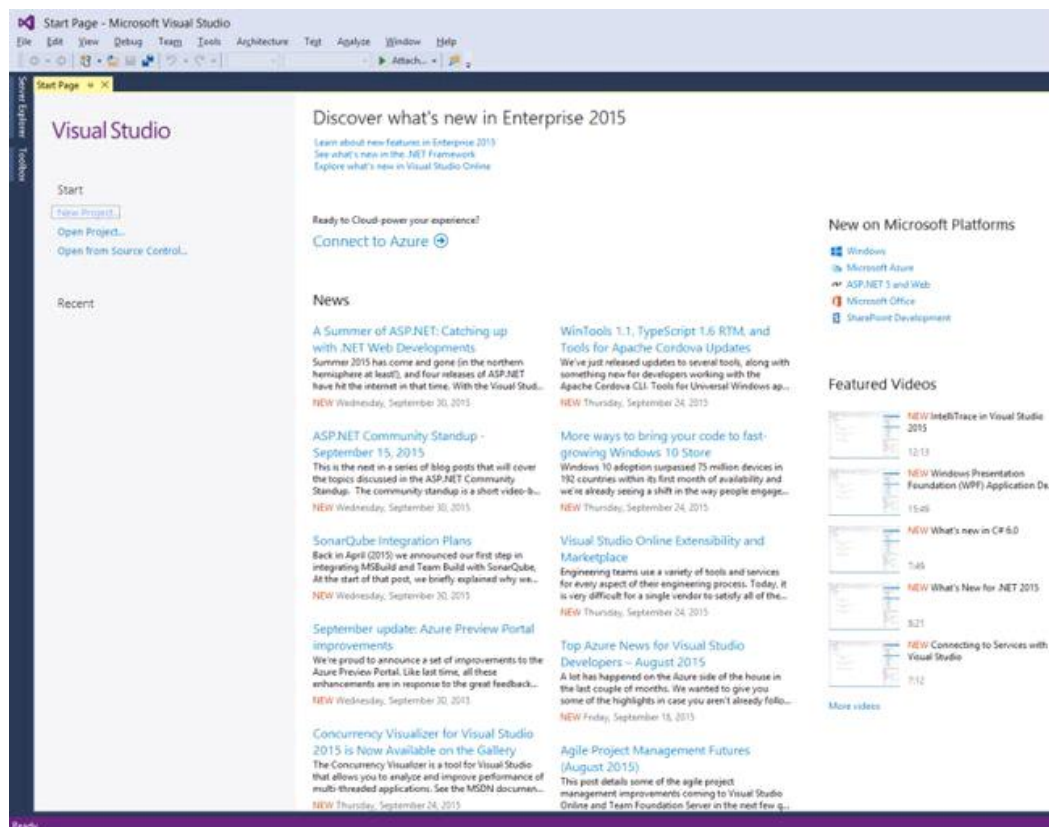 Start Page - Microsoft Visual Studio
File Edit View Debug Team Tools Architecture Test Analyze Window Help
Attach...
Server Explorer
Toolbox
Start Page
Visual Studio
Start
New Project...
Open Project...
Open from Source Control...
Recent
Discover what's new in Enterprise 2015
Learn about new features in Enterprise 2015
See what's new in the .NET Framework
Explore what's new in Visual Studio Online
Ready to Cloud-power your experience?
Connect to Azure
News
A Summer of ASP.NET: Catching up
with .NET Web Developments
Summer 2015 has come and gone (in the northern
hemisphere at least!), and four releases of ASP.NET
have hit the internet in that time. With the Visual Stud...
NEW Wednesday, September 30, 2015
ASP.NET Community Standup -
September 15, 2015
This is the next in a series of blog posts that will cover
the topics discussed in the ASP.NET Community
Standup. The community standup is a short video-b...
NEW Wednesday, September 30, 2015
SonarQube Integration Plans
Back in April (2015) we announced our first step in
integrating MSBuild and Team Build with SonarQube,
At the start of that post, we briefly explained why we...
NEW Wednesday, September 30, 2015
September update: Azure Preview Portal
improvements
We're proud to announce a set of improvements to the
Azure Preview Portal. Like last time, all these
enhancements are in response to the great feedback...
NEW Wednesday, September 30, 2015
Concurrency Visualizer for Visual Studio
2015 is Now Available on the Gallery
The Concurrency Visualizer is a tool for Visual Studio
that allows you to analyze and improve performance of
multi-threaded applications. See the MSDN documen...
NEW Thursday, September 24, 2015
WinTools 1.1, TypeScript 1.6 RTM, and
Tools for Apache Cordova Updates
We've just released updates to several tools, along with
something new for developers working with the
Apache Cordova CLI. Tools for Universal Windows ap...
NEW Thursday, September 24, 2015
More ways to bring your code to fast-
growing Windows 10 Store
Windows 10 adoption surpassed 75 million devices in
192 countries within its first month of availability and
we're already seeing a shift in the way people engage...
NEW Thursday, September 24, 2015
Visual Studio Online Extensibility and
Marketplace
Engineering teams use a variety of tools and services
for every aspect of their engineering process. Today, it
is very difficult for a single vendor to satisfy all of the...
NEW Thursday, September 24, 2015
Top Azure News for Visual Studio
Developers – August 2015
A lot has happened on the Azure side of the house in
the last couple of months. We wanted to give you
some of the highlights in case you aren't already follo...
NEW Friday, September 18, 2015
Agile Project Management Futures
(August 2015)
This post details some of the agile project
management improvements coming to Visual Studio
Online and Team Foundation Server in the next few q...
New on Microsoft Platforms
Windows
Microsoft Azure
ASP.NET 5 and Web
Microsoft Office
SharePoint Development
Featured Videos
NEW IntelliTrace in Visual Studio
2015
12:13
NEW Windows Presentation
Foundation (WPF) Application De
15:49
NEW What's new in C# 6.0
7:46
NEW What's New for .NET 2015
8:21
NEW Connecting to Services with
Visual Studio
7:12
More videos
Ready